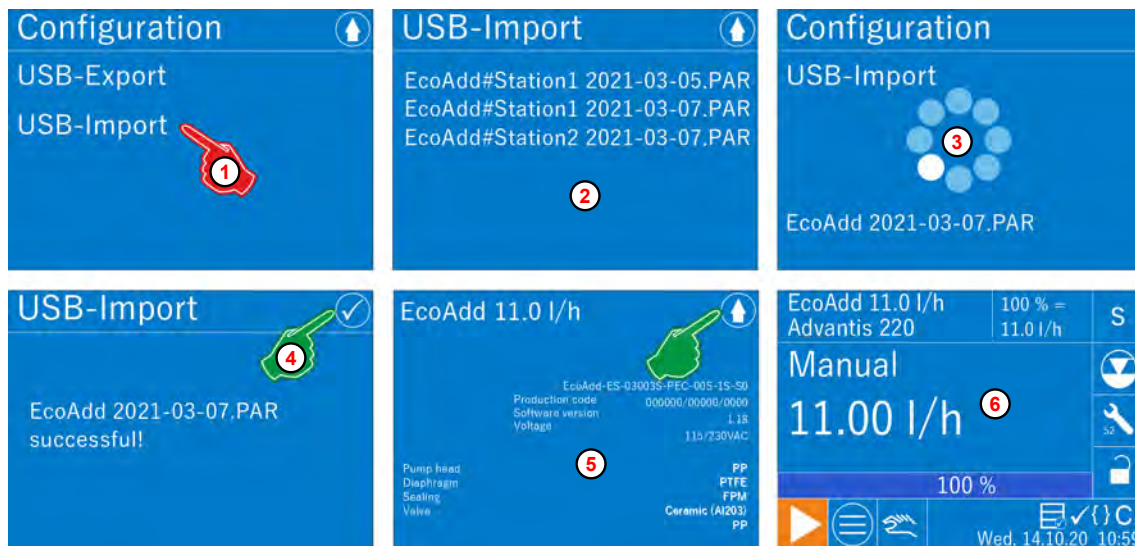 Configuration
USB-Export
USB-Import
1
USB-Import
EcoAdd#Station1 2021-03-05.PAR
EcoAdd#Station1 2021-03-07.PAR
EcoAdd#Station2 2021-03-07.PAR
2
Configuration
USB-Import
3
EcoAdd 2021-03-07.PAR
USB-Import
4
EcoAdd 2021-03-07.PAR
successful!
EcoAdd 11.0 l/h
EcoAdd-ES-03003S-PEC-005-1S-S0
Production code 000000/00000/0000
Software version 1.18
Voltage 115/230VAC
5
Pump head PP
Diaphragm PTFE
Sealing FPM
Valve Ceramic (Al203)
PP
EcoAdd 11.0 l/h 100 % = S
Advantis 220 11.0 l/h
Manual
11.00 l/h 6
52
100 %
{ } C
Wed, 14.10.20 10:59